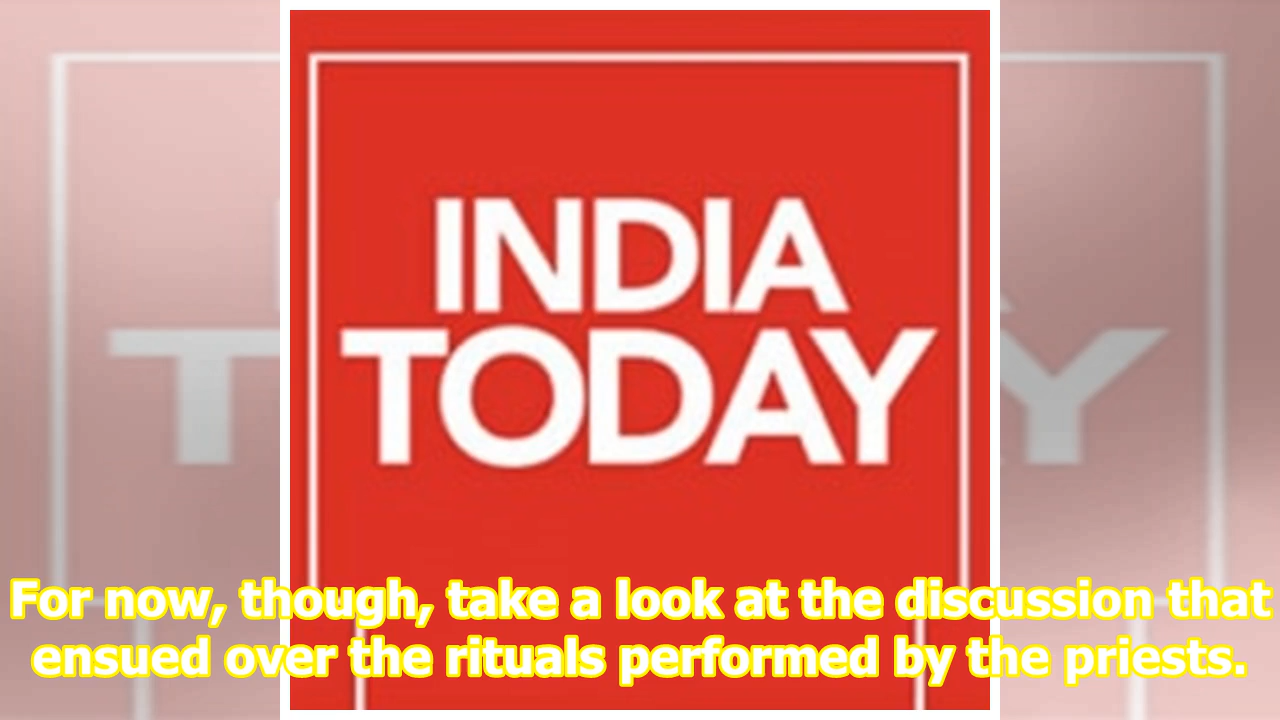 INDIA
TODAY
For now, though, take a look at the discussion that
ensued over the rituals performed by the priests.